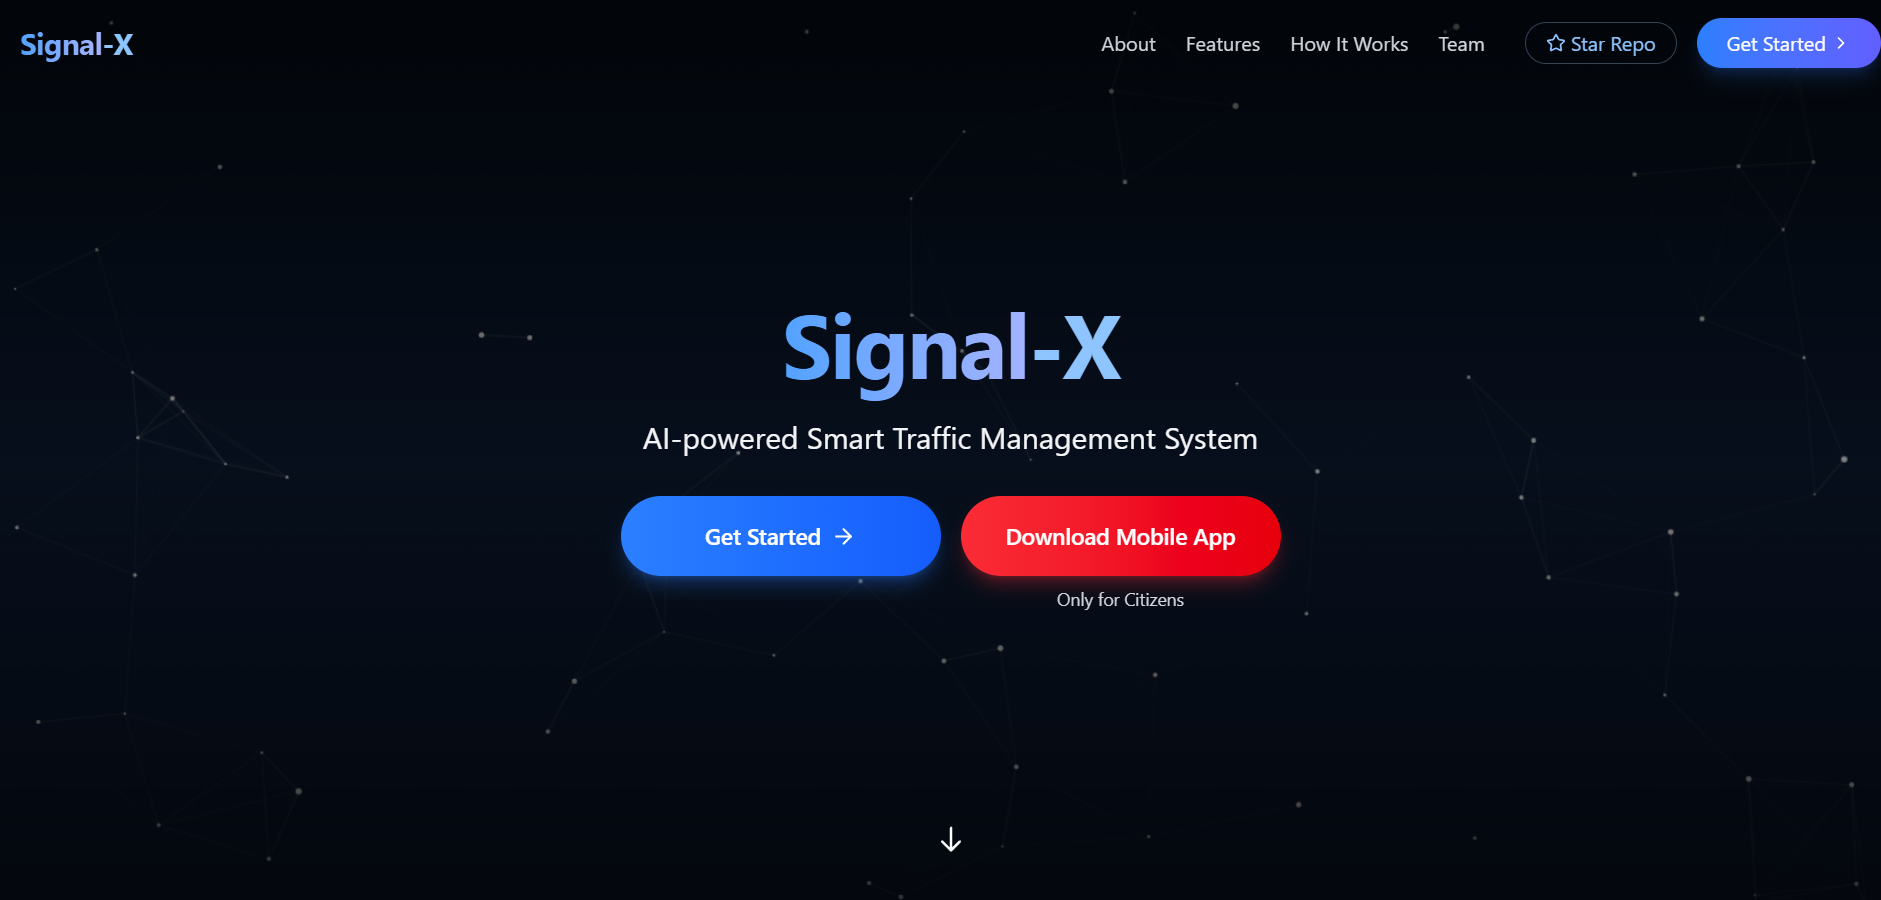 Signal-X
About Features How It Works Team Star Repo Get Started
Signal-X
AI-powered Smart Traffic Management System
Get Started
Download Mobile App
Only for Citizens